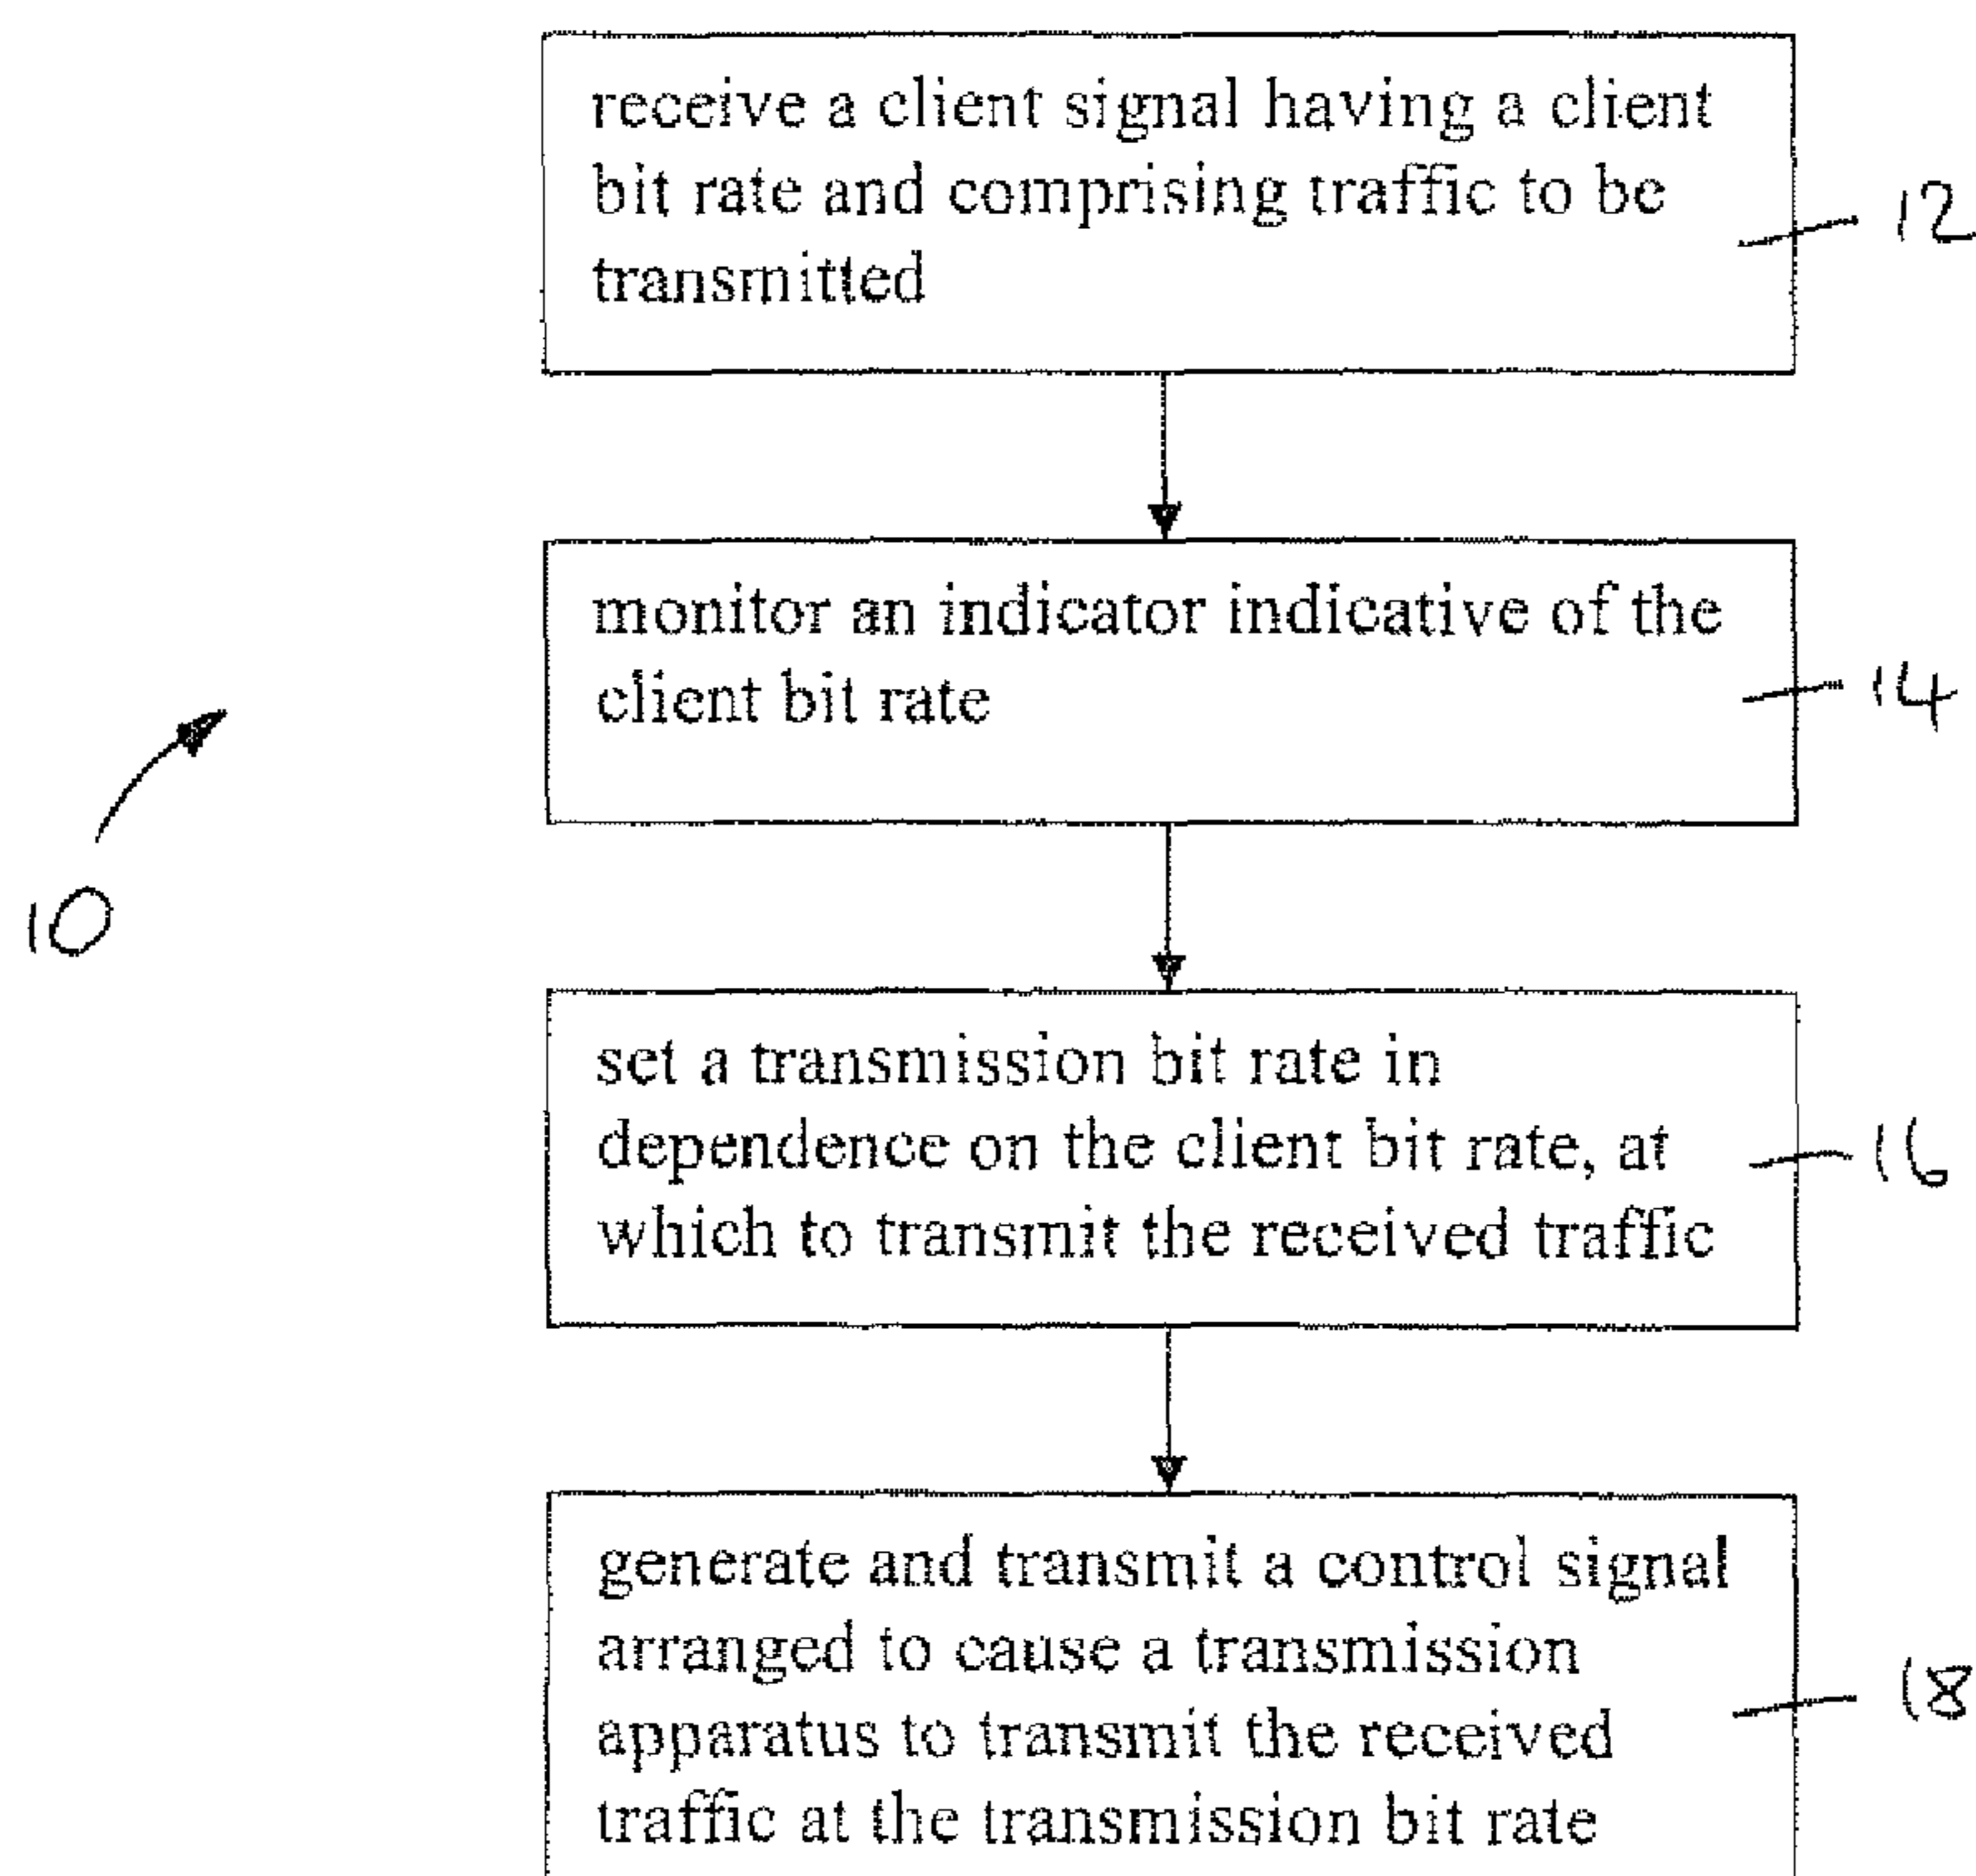 receive a client signal having a client
bit rate and comprising traffic to be
transmitted
12
monitor an indicator indicative of the
client bit rate
14
10
set a transmission bit rate in
dependence on the client bit rate, at
which to transmit the received traffic
16
generate and transmit a control signal
arranged to cause a transmission
apparatus to transmit the received
traffic at the transmission bit rate
18